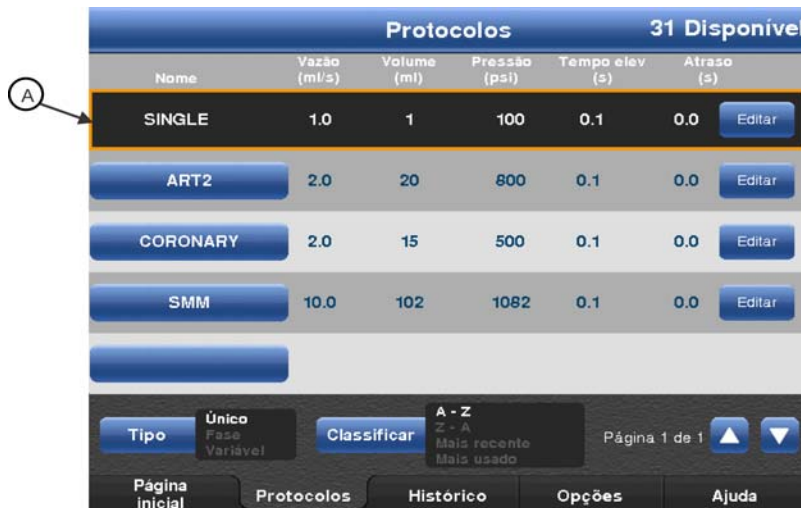 Protocolos 31 Disponíve
Nome Vazão (ml/s) Volume (ml) Pressão (psi) Tempo elev (s) Atraso (s)
A
SINGLE 1.0 1 100 0.1 0.0 Editar
ART2 2.0 20 800 0.1 0.0 Editar
CORONARY 2.0 15 500 0.1 0.0 Editar
SMM 10.0 102 1082 0.1 0.0 Editar
Tipo
Único
Fase
Variável
Classificar
A - Z
Z - A
Mais recente
Mais usado
Página 1 de 1
Página inicial
Protocolos
Histórico
Opções
Ajuda